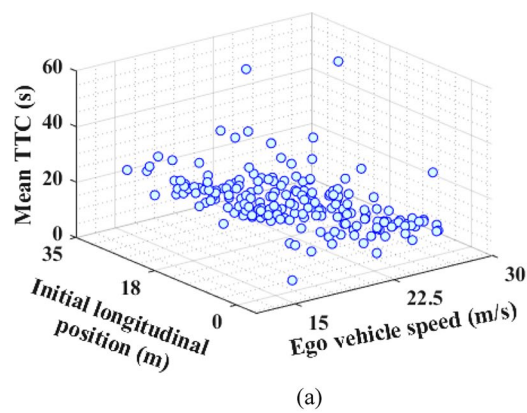 60
40
20
0
Mean TTC (s)
35
18
0
Initial longitudinal
position (m)
15
22.5
30
Ego vehicle speed (m/s)
(a)